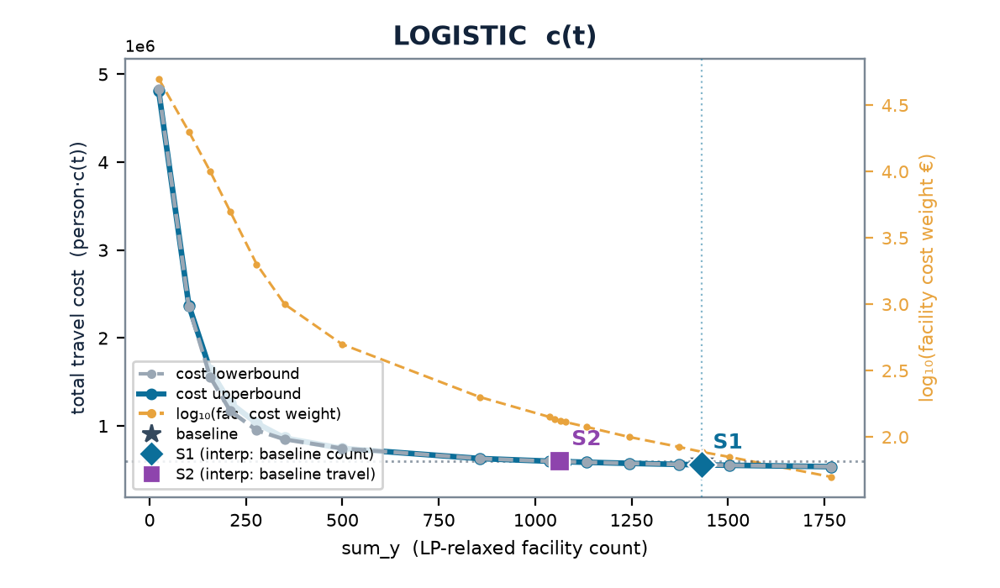 LOGISTIC  c(t)
1e6
5
4
3
2
1
total travel cost  (person·c(t))
4.5
4.0
3.5
3.0
2.5
2.0
log₁₀(facility cost weight €)
cost lowerbound
cost upperbound
log₁₀(fac. cost weight)
baseline
S1 (interp: baseline count)
S2 (interp: baseline travel)
S2
S1
0
250
500
750
1000
1250
1500
1750
sum_y  (LP-relaxed facility count)